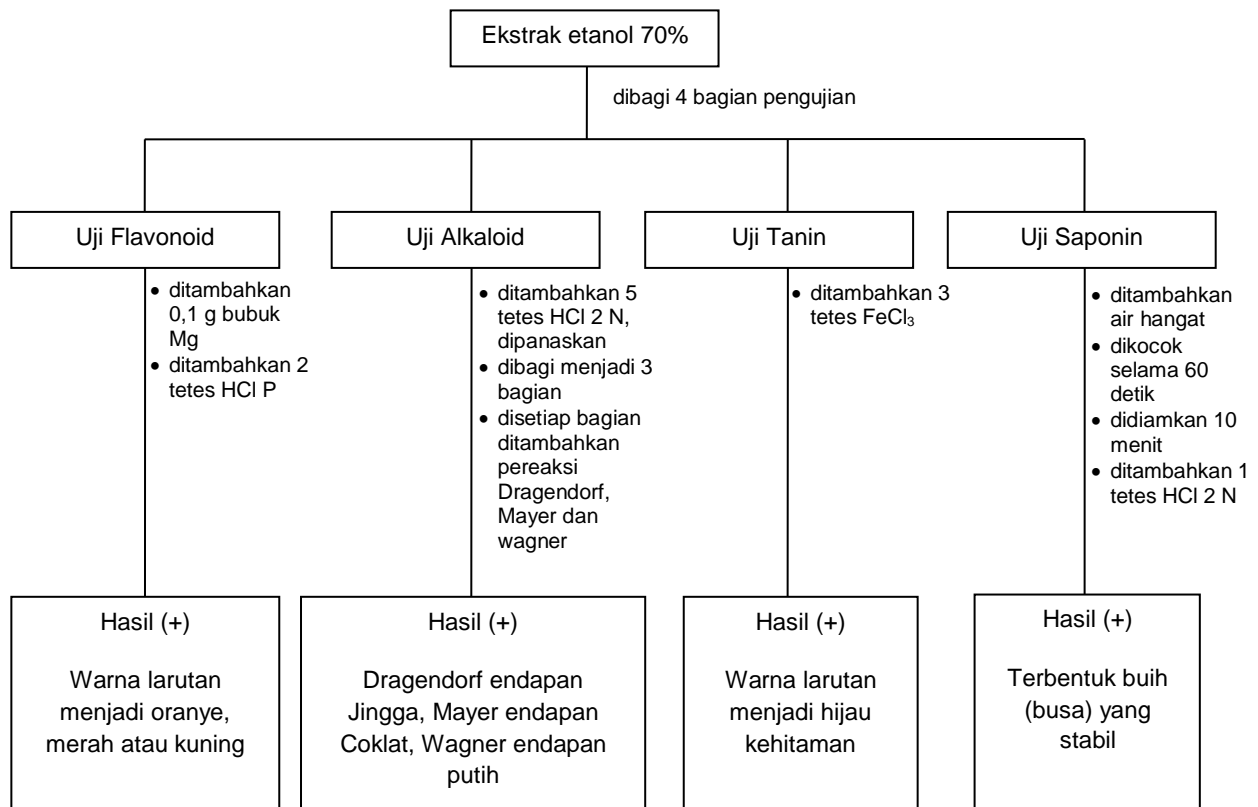 Ekstrak etanol 70%
dibagi 4 bagian pengujian
Uji Flavonoid
• ditambahkan
0,1 g bubuk
Mg
• ditambahkan 2
tetes HCl P
Hasil (+)
Warna larutan
menjadi oranye,
merah atau kuning
Uji Alkaloid
• ditambahkan 5
tetes HCl 2 N,
dipanaskan
• dibagi menjadi 3
bagian
• disetiap bagian
ditambahkan
pereaksi
Dragendorf,
Mayer dan
wagner
Hasil (+)
Dragendorf endapan
Jingga, Mayer endapan
Coklat, Wagner endapan
putih
Uji Tanin
• ditambahkan 3
tetes FeCl₃
Hasil (+)
Warna larutan
menjadi hijau
kehitaman
Uji Saponin
• ditambahkan
air hangat
• dikocok
selama 60
detik
• didiamkan 10
menit
• ditambahkan 1
tetes HCl 2 N
Hasil (+)
Terbentuk buih
(busa) yang
stabil